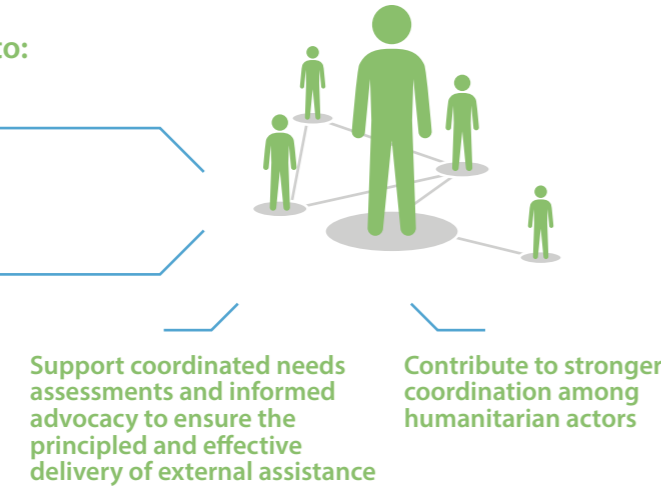 to:
Support coordinated needs
assessments and informed
advocacy to ensure the
principled and effective
delivery of external assistance
Contribute to stronger
coordination among
humanitarian actors